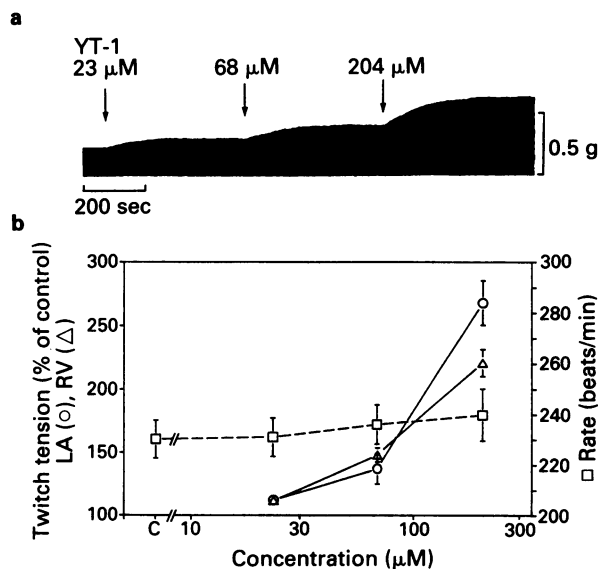 a
YT-1
23 µM 68 µM 204 µM
0.5 g
200 sec
b
Twitch tension (% of control)
LA (○), RV (△)
300
250
200
150
100
300
280
260
240
220
200
□ Rate (beats/min)
C 10 30 100 300
Concentration (µM)